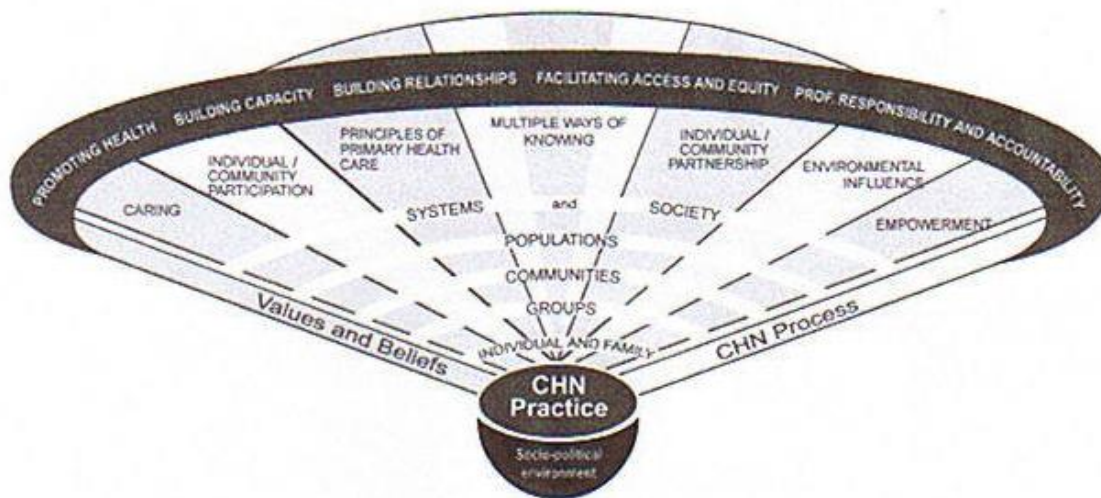 PROMOTING HEALTH BUILDING CAPACITY BUILDING RELATIONSHIPS FACILITATING ACCESS AND EQUITY PROF. RESPONSIBILITY AND ACCOUNTABILITY
CARING
INDIVIDUAL /
COMMUNITY
PARTICIPATION
PRINCIPLES OF
PRIMARY HEALTH
CARE
MULTIPLE WAYS OF
KNOWING
INDIVIDUAL /
COMMUNITY
PARTNERSHIP
ENVIRONMENTAL
INFLUENCE
EMPOWERMENT
SYSTEMS and SOCIETY
POPULATIONS
COMMUNITIES
GROUPS
INDIVIDUAL AND FAMILY
Values and Beliefs
CHN Process
CHN
Practice
Socio-political
environment